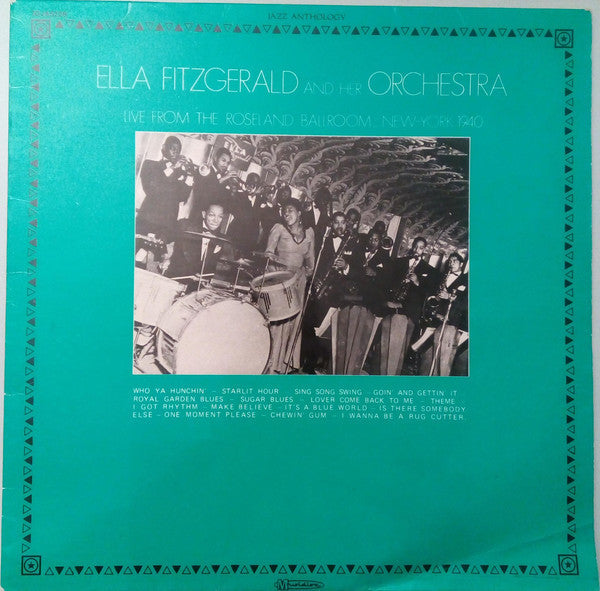 JAZZ ANTHOLOGY
ELLA FITZGERALD AND HER ORCHESTRA
LIVE FROM THE ROSELAND BALLROOM NEW-YORK 1940
WHO YA HUNCHIN' - STARLIT HOUR - SING SONG SWING - GOIN' AND GETTIN IT
ROYAL GARDEN BLUES - SUGAR BLUES - LOVER COME BACK TO ME - THEME -
I GOT RHYTHM - MAKE BELIEVE - IT'S A BLUE WORLD - IS THERE SOMEBODY
ELSE - ONE MOMENT PLEASE - CHEWIN' GUM - I WANNA BE A RUG CUTTER.
Musidisc